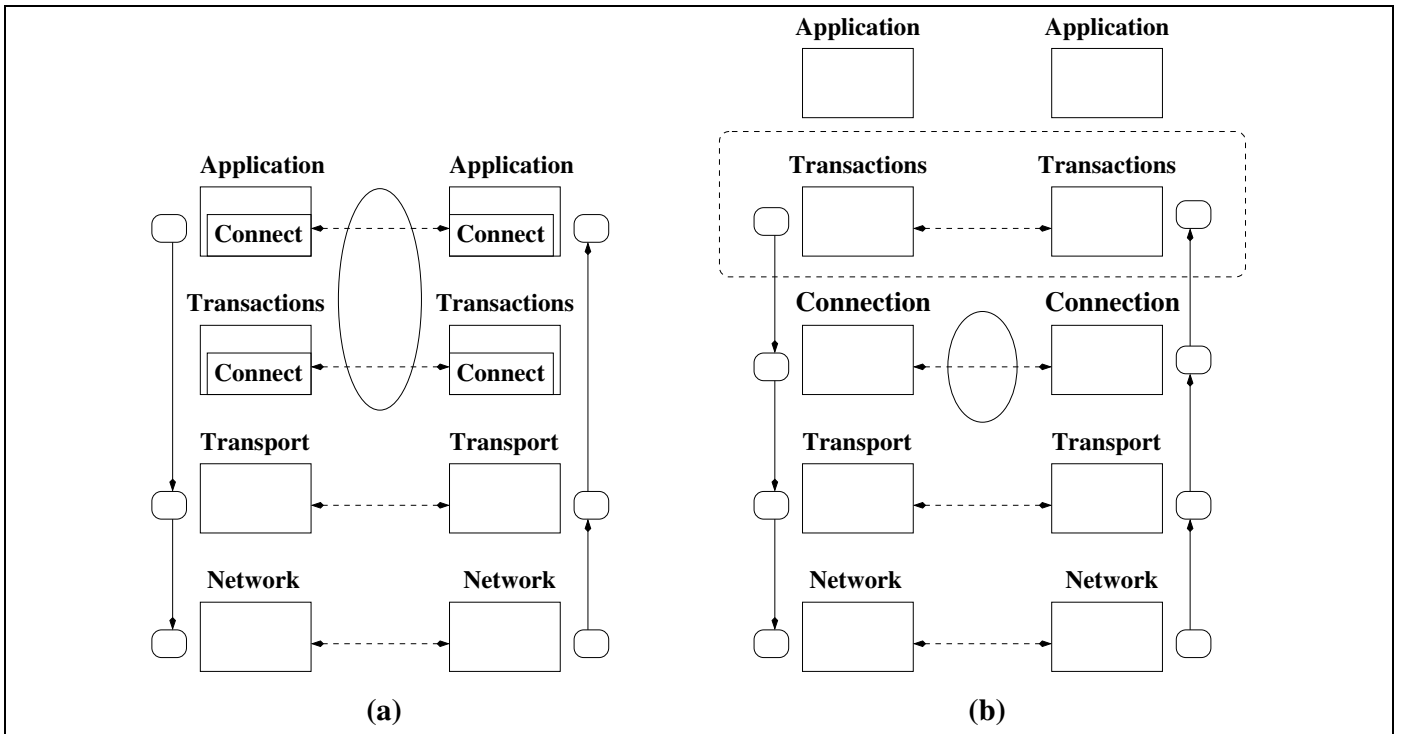 Application Application
Application Application
Connect Connect
Transactions Transactions
Transactions Transactions
Connect Connect
Connection Connection
Transport Transport
Transport Transport
Network Network
Network Network
(a)
(b)